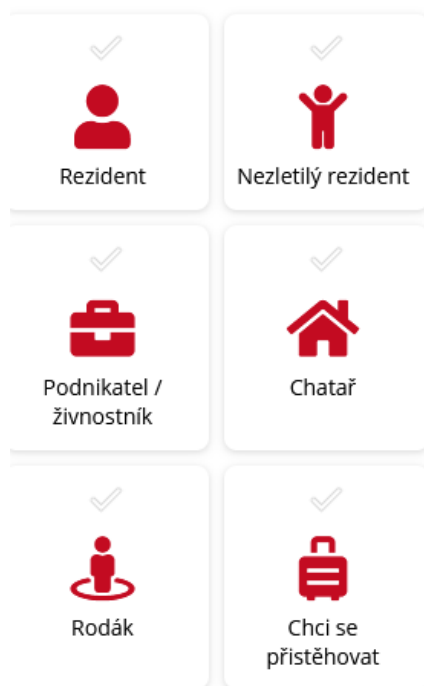 Rezident
Nezletilý rezident
Podnikatel /
živnostník
Chatař
Rodák
Chci se
přistěhovat